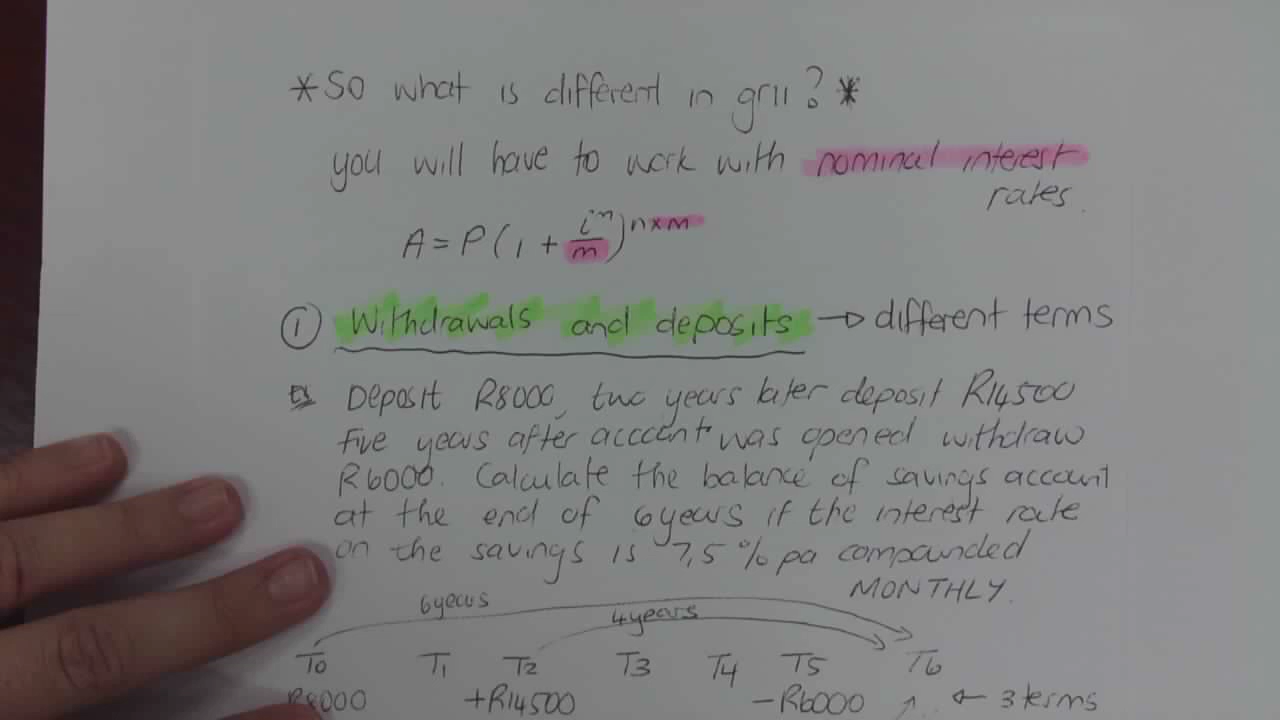 *So what is different in gr11? *
you will have to work with nominal interest
rates.
A = P(1 + i^m/m)^n×m
① Withdrawals and deposits → different terms
Ex Deposit R8000, two years later deposit R14500
Five years after account was opened withdraw
R6000. Calculate the balance of savings account
at the end of 6 years if the interest rate
on the savings is 7,5 % pa compounded
MONTHLY.
6 years
4 years
T0 T1 T2 T3 T4 T5 T6
R8000 +R14500 -R6000 ↗ ← 3 terms